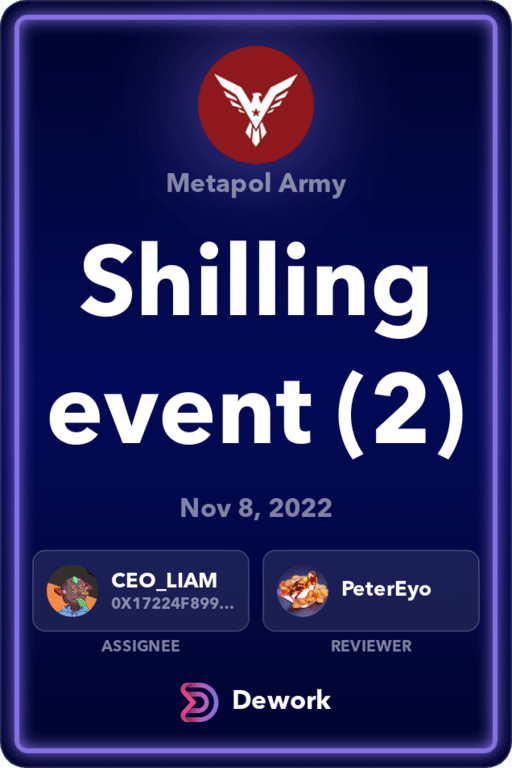 Metapol Army
Shilling
event (2)
Nov 8, 2022
CEO_LIAM
0X17224F899...
ASSIGNEE
PeterEyo
REVIEWER
Dework